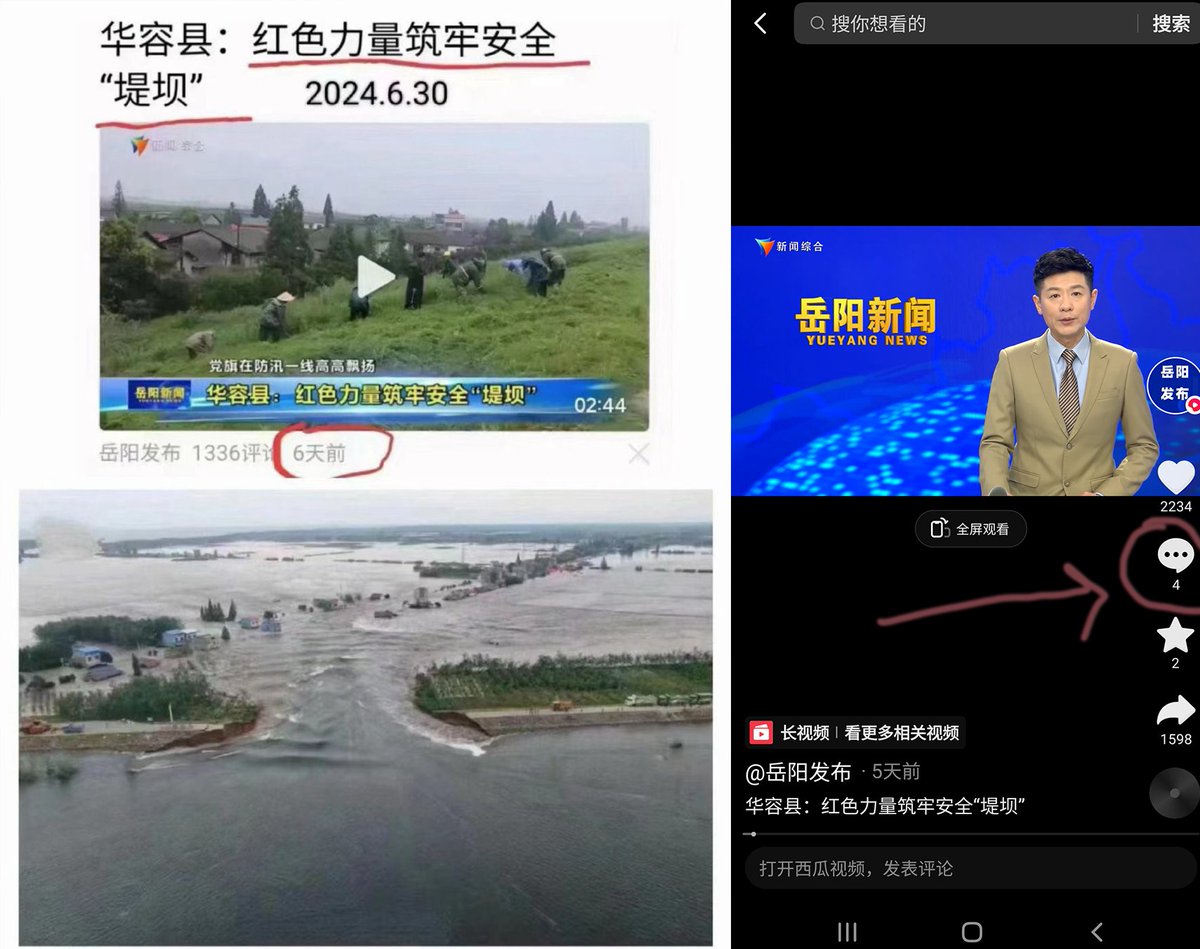 华容县：红色力量筑牢安全
“堤坝”
2024.6.30
党旗在防汛一线高高飘扬
岳阳新闻
华容县：红色力量筑牢安全“堤坝”
02:44
岳阳发布 1336评论 6天前
搜你想看的
搜索
新闻综合
岳阳新闻
YUEYANG NEWS
岳阳
发布
2234
全屏观看
4
2
1598
长视频 | 看更多相关视频
@岳阳发布 · 5天前
华容县：红色力量筑牢安全“堤坝”
打开西瓜视频，发表评论